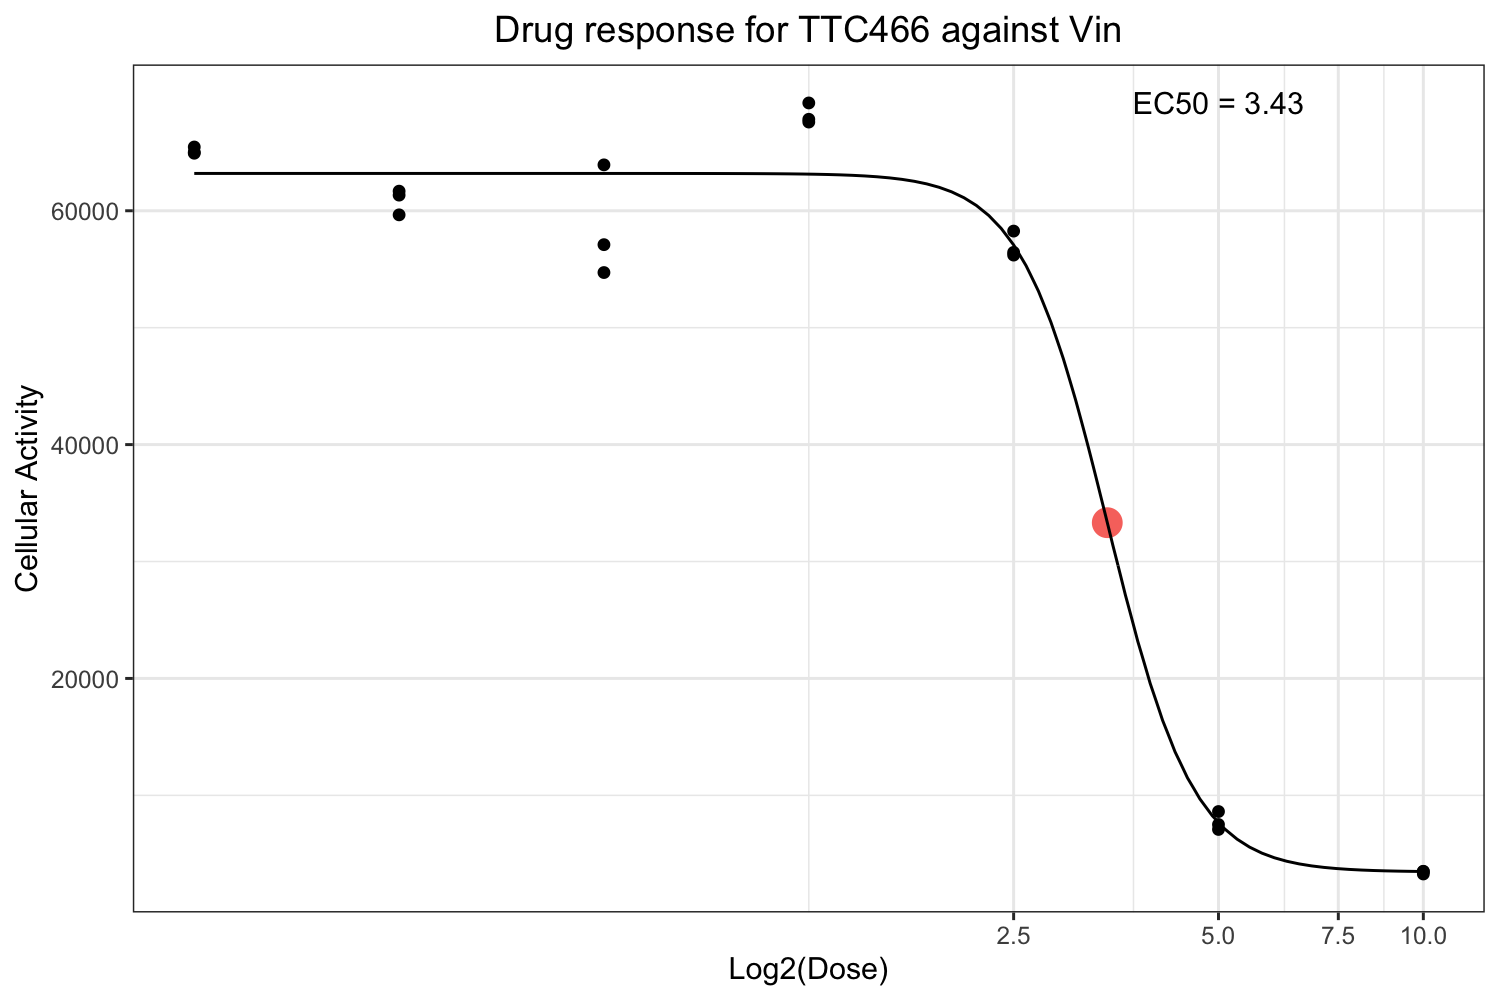 Drug response for TTC466 against Vin
EC50 = 3.43
60000
40000
20000
Cellular Activity
2.5 5.0 7.5 10.0
Log2(Dose)